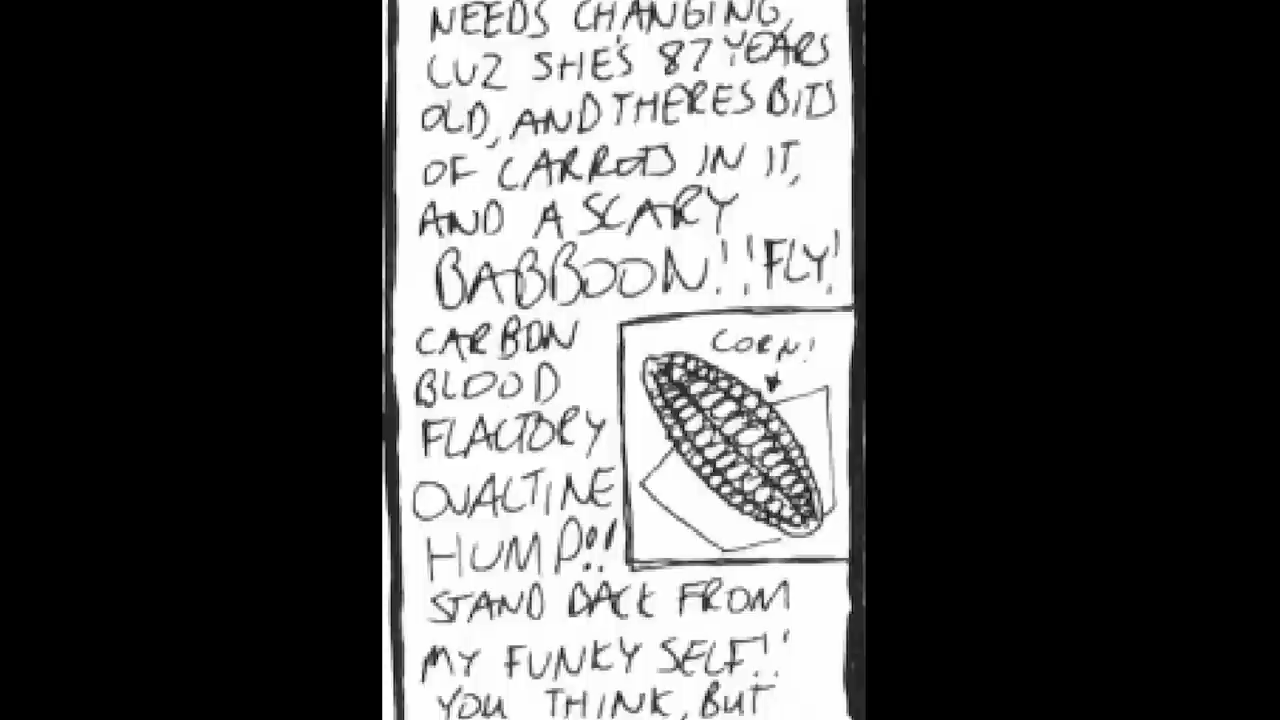 NEEDS CHANGING,
CUZ SHE'S 87 YEARS
OLD, AND THERES BITS
OF CARROTS IN IT,
AND A SCARY
BABBOON!! FLY!
CARBON
BLOOD
FLACTORY
OVALTINE
HUMP!!
CORN!
STAND BACK FROM
MY FUNKY SELF!!
YOU THINK, BUT